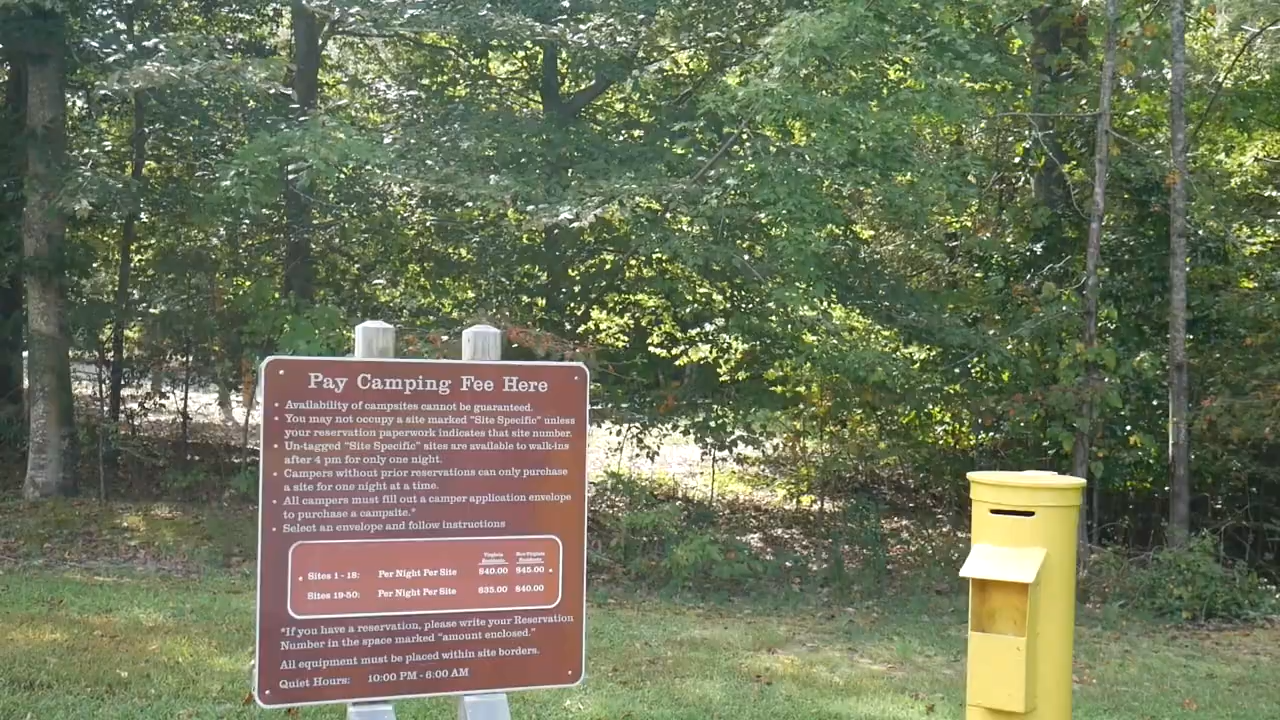 Pay Camping Fee Here
• Availability of campsites cannot be guaranteed.
• You may not occupy a site marked "Site Specific" unless
your reservation paperwork indicates that site number.
• Un-tagged "Site Specific" sites are available to walk-ins
after 4 pm for only one night.
• Campers without prior reservations can only purchase
a site for one night at a time.
• All campers must fill out a camper application envelope
to purchase a campsite.*
• Select an envelope and follow instructions
Virginia Non-Virginia
Residents Residents
Sites 1 - 18: Per Night Per Site $40.00 $45.00
Sites 19-50: Per Night Per Site $35.00 $40.00
*If you have a reservation, please write your Reservation
Number in the space marked "amount enclosed."
All equipment must be placed within site borders.
Quiet Hours: 10:00 PM - 6:00 AM